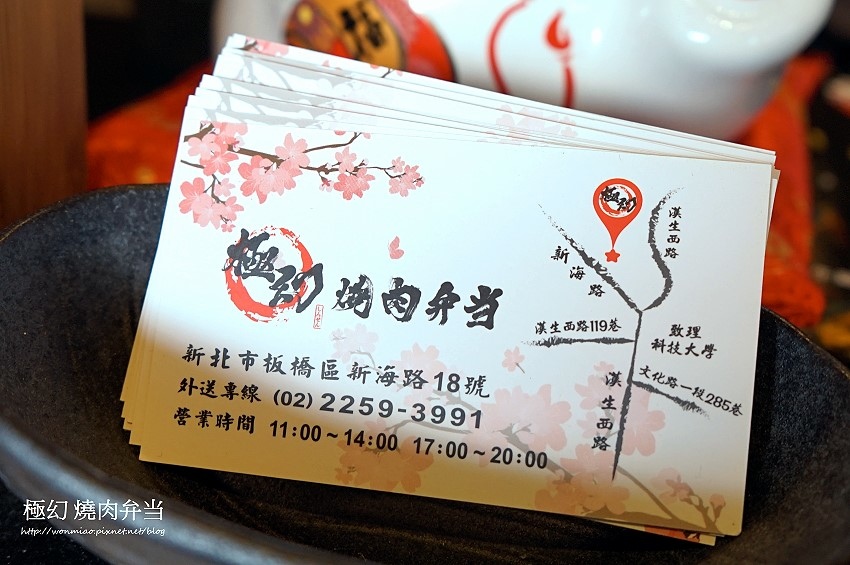 極幻 燒肉弁当
新北市板橋區新海路18號
外送專線 (02) 2259-3991
營業時間 11:00~14:00 17:00~20:00
極幻
漢生西路
新海路
漢生西路119巷
致理
科技大學
文化路一段285巷
漢生西路
極幻 燒肉弁当
http://wonmiao.pixnet.net/blog